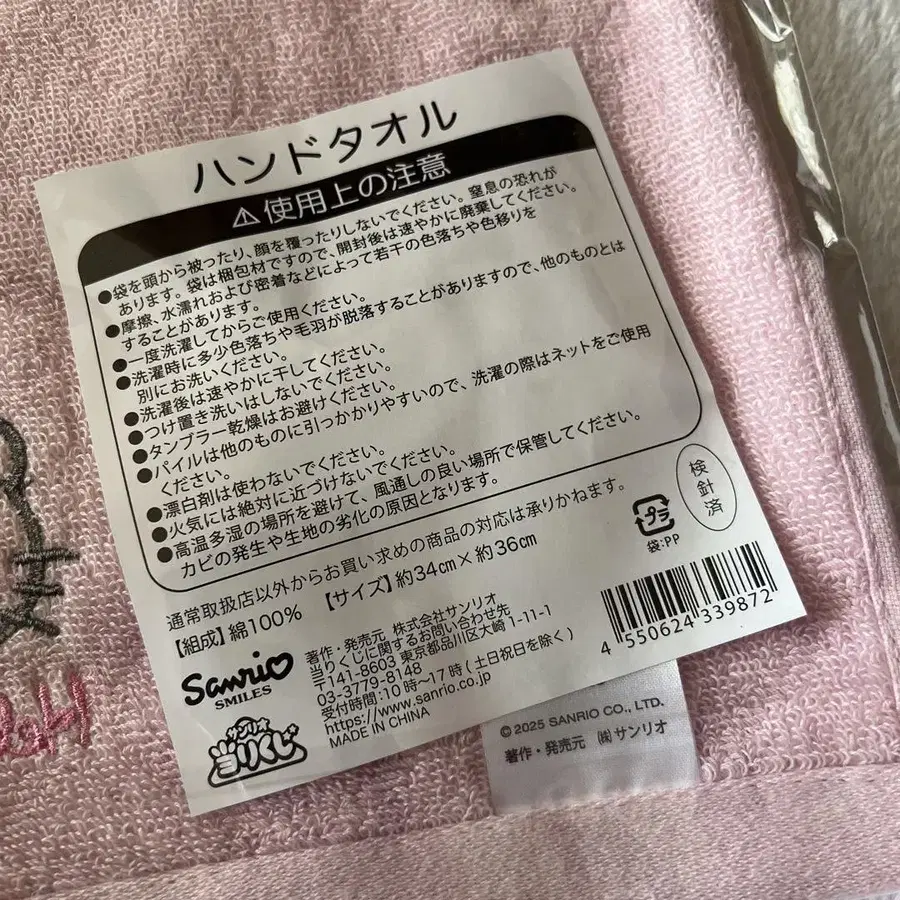 ハンドタオル
⚠使用上の注意
●袋を頭から被ったり、顔を覆ったりしないでください。窒息の恐れが
あります。袋は梱包材ですので、開封後は速やかに廃棄してください。
●摩擦、水濡れおよび密着などによって若干の色落ちや色移りを
することがあります。
●一度洗濯してからご使用ください。
●洗濯時に多少色落ちや毛羽が脱落することがありますので、他のものとは
別にお洗いください。
●洗濯後は速やかに干してください。
●つけ置き洗いはしないでください。
●タンブラー乾燥はお避けください。
●パイルは他のものに引っかかりやすいので、洗濯の際はネットをご使用
ください。
●漂白剤は使わないでください。
●火気には絶対に近づけないでください。
●高温多湿の場所を避けて、風通しの良い場所で保管してください。
カビの発生や生地の劣化の原因となります。
検針済
プラ
袋:PP
通常取扱店以外からお買い求めの商品の対応は承りかねます。
【組成】綿100% 【サイズ】約34cm×約36cm
Sanrio
SMILES
サンリオ
当りくじ
著作・発売元 株式会社サンリオ
当りくじに関するお問い合わせ先
〒141-8603 東京都品川区大崎 1-11-1
03-3779-8148
受付時間:10時〜17時(土日祝日を除く)
https://www.sanrio.co.jp
MADE IN CHINA
4 550624 339872
© 2025 SANRIO CO., LTD.
著作・発売元 ㈱サンリオ